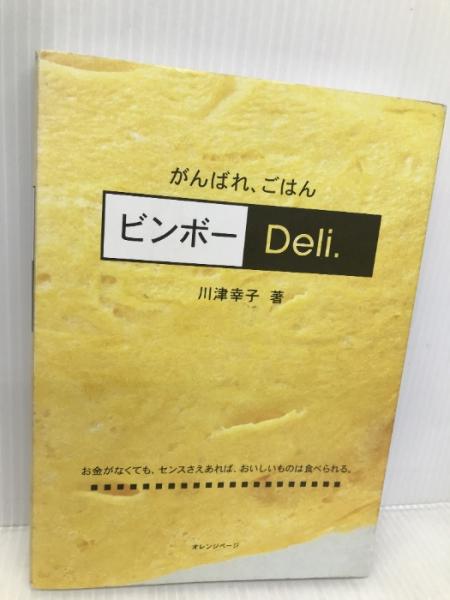 がんばれ、ごはん
ビンボー Deli.
川津幸子 著
お金がなくても、センスさえあれば、おいしいものは食べられる。
オレンジページ